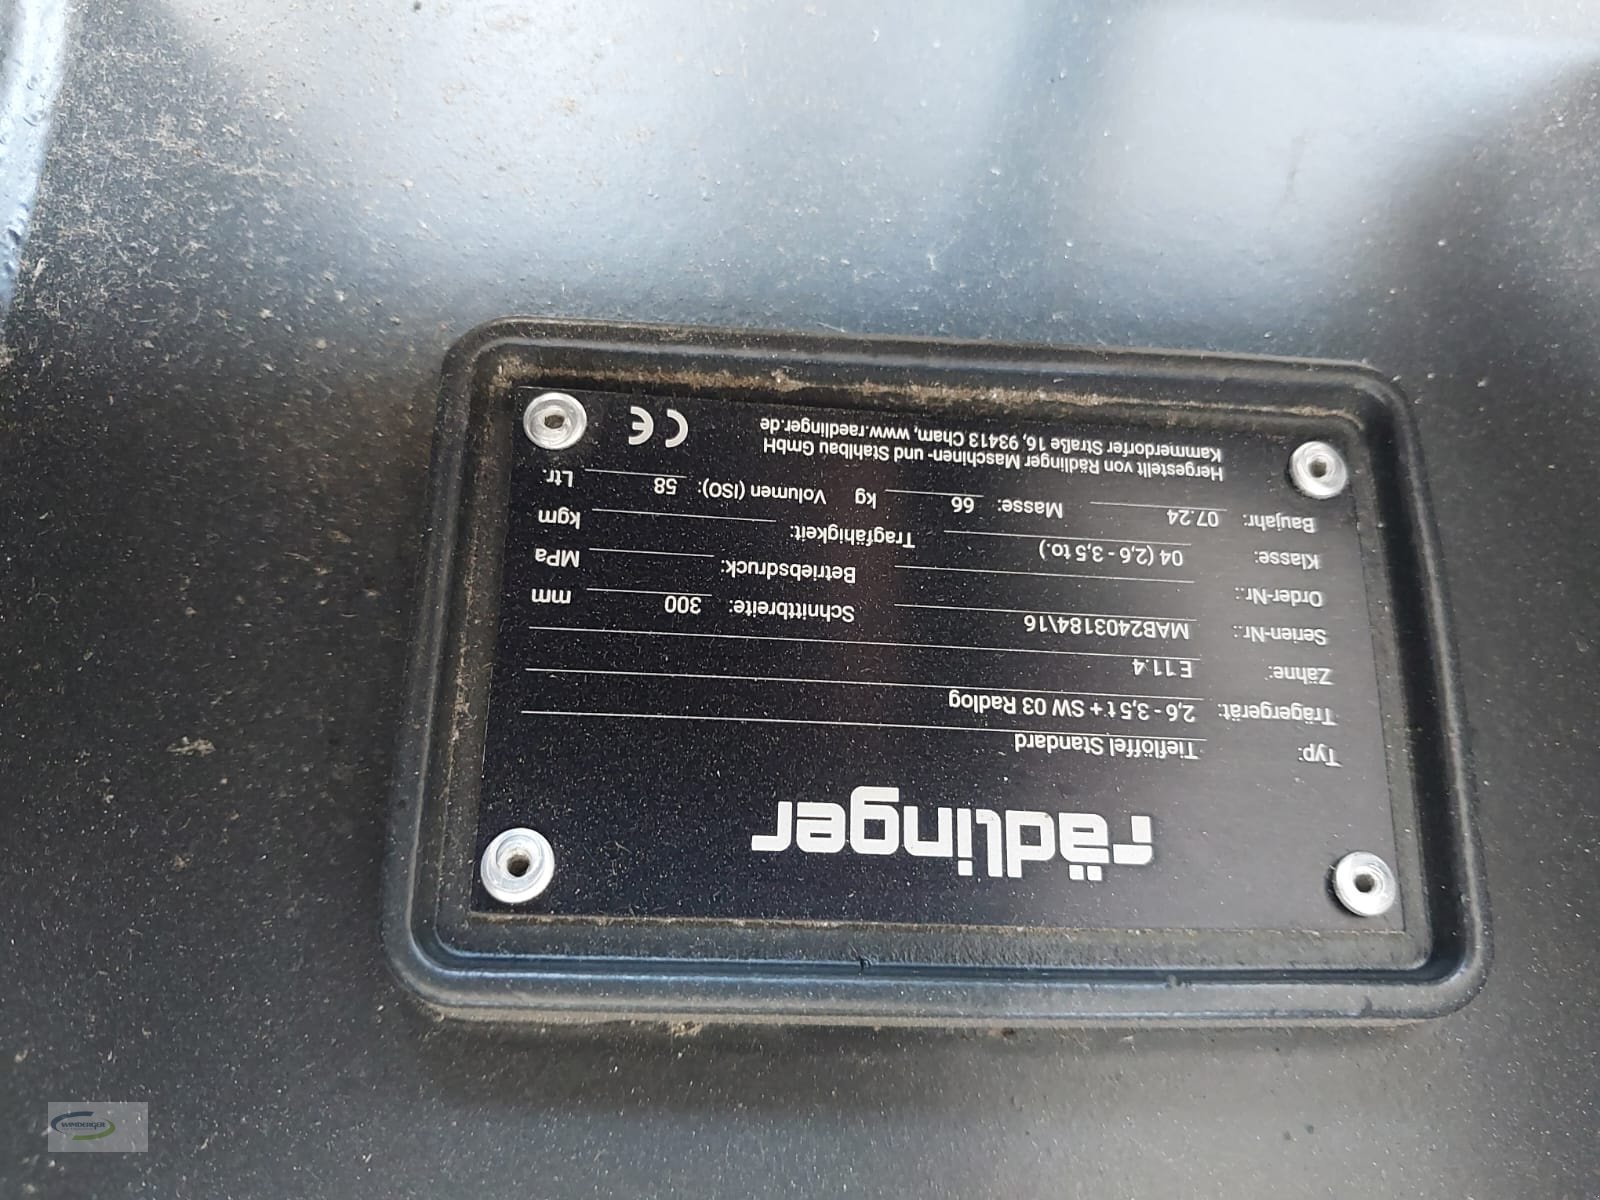 rädlinger
Typ: Tieflöffel Standard
Trägergerät: 2,6 - 3,5 t + SW 03 Radlog
Zähne: E 11.4
Serien-Nr.: MAB2403184\16 Schnittbreite: 300 mm
Order-Nr.: Betriebsdruck: MPa
Klasse: 04 (2,6 - 3,5 to.) Tragfähigkeit: kgm
Baujahr: 07.24 Masse: 66 kg Volumen (ISO): 58 Ltr.
Hergestellt von Rädlinger Maschinen- und Stahlbau GmbH
Kammerdorfer Straße 16, 93413 Cham, www.raedlinger.de
CE
WIMBERGER